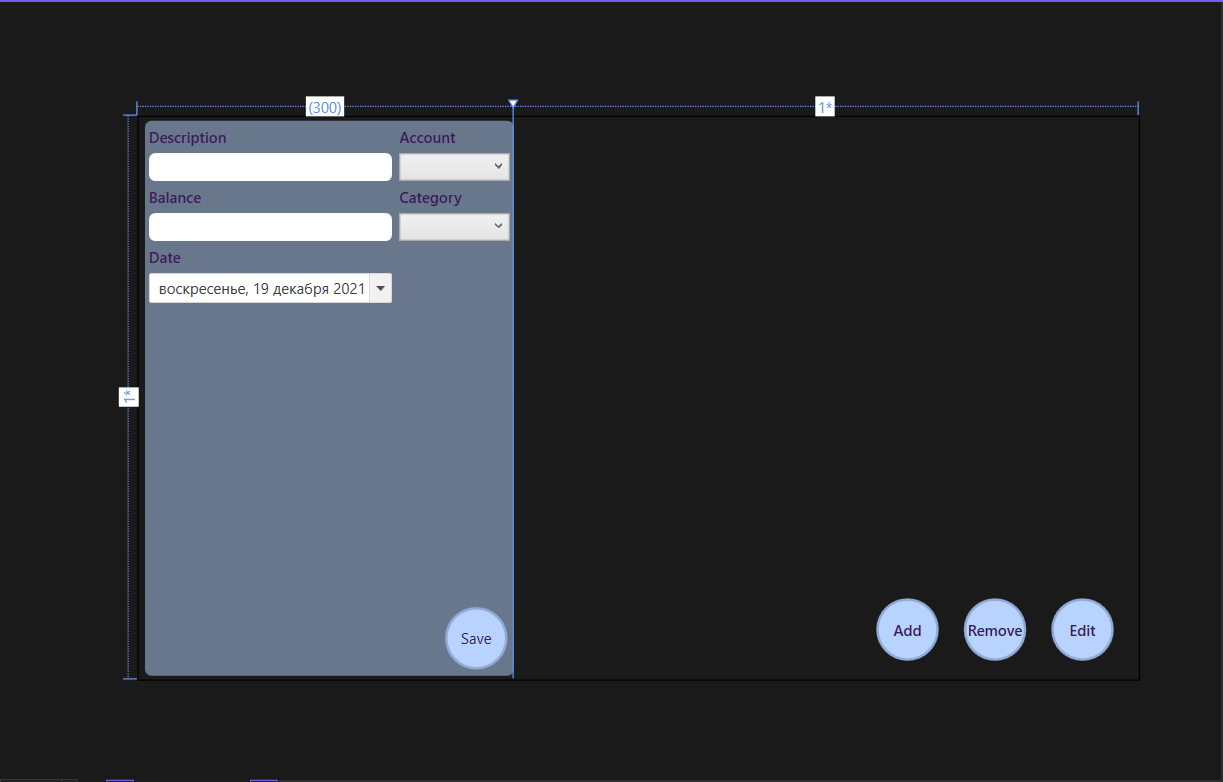 (300) 1*
Description Account
Balance Category
Date
воскресенье, 19 декабря 2021
1*
Save
Add Remove Edit